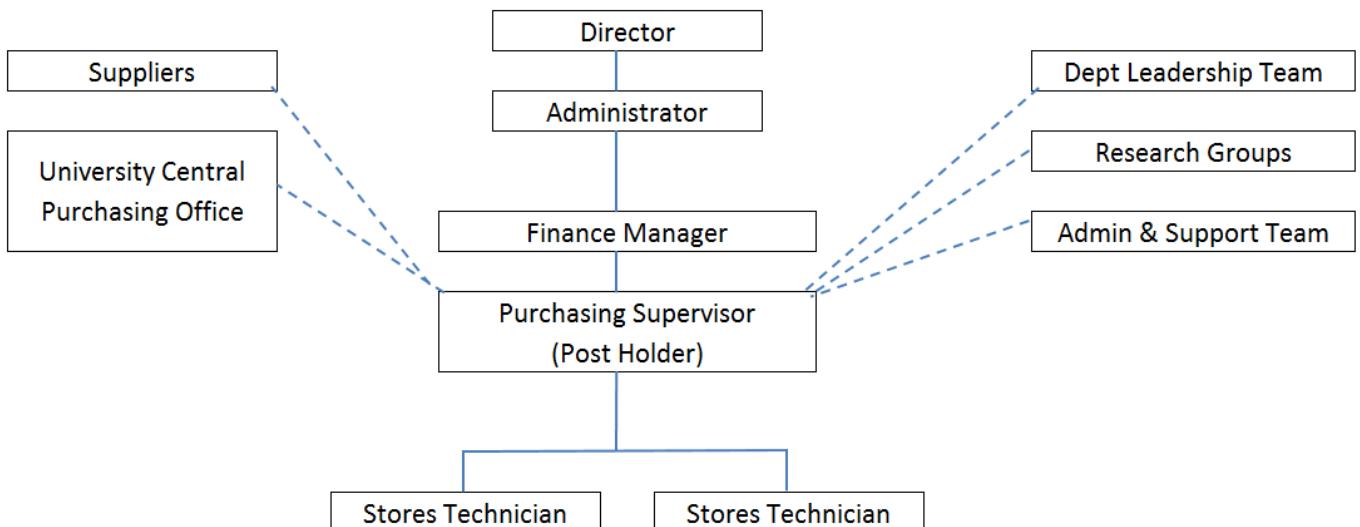 Director
Suppliers
Dept Leadership Team
Administrator
University Central
Purchasing Office
Research Groups
Finance Manager
Admin & Support Team
Purchasing Supervisor
(Post Holder)
Stores Technician
Stores Technician